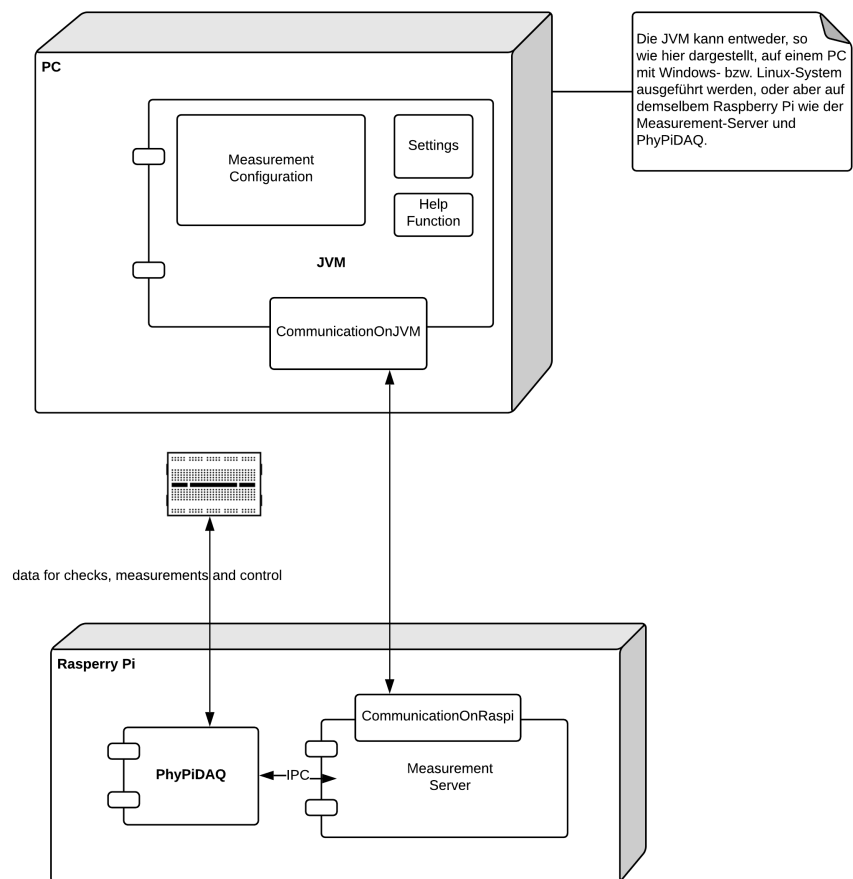 PC
Die JVM kann entweder, so
wie hier dargestellt, auf einem PC
mit Windows- bzw. Linux-System
ausgeführt werden, oder aber auf
demselbem Raspberry Pi wie der
Measurement-Server und
PhyPiDAQ.
Measurement
Configuration
Settings
Help
Function
JVM
CommunicationOnJVM
data for checks, measurements and control
Rasperry Pi
CommunicationOnRaspi
PhyPiDAQ
IPC
Measurement
Server